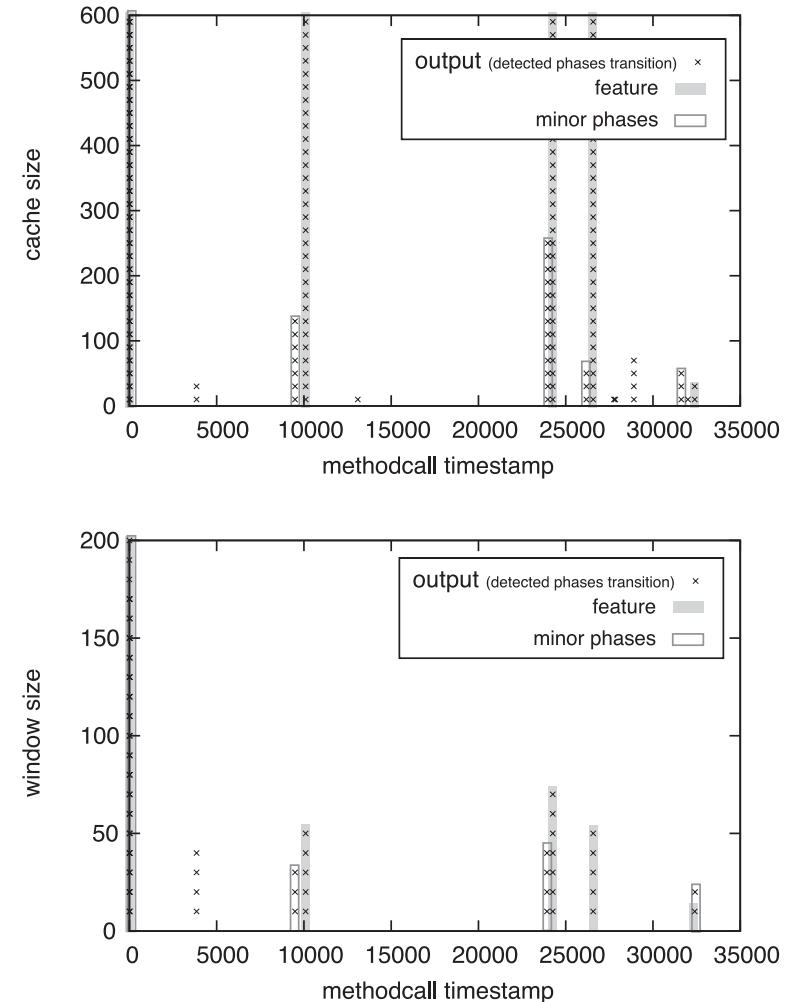 600
500
400
300
200
100
0
cache size
output (detected phases transition)
feature
minor phases
0 5000 10000 15000 20000 25000 30000 35000
methodcall timestamp
200
150
100
50
0
window size
output (detected phases transition)
feature
minor phases
0 5000 10000 15000 20000 25000 30000 35000
methodcall timestamp